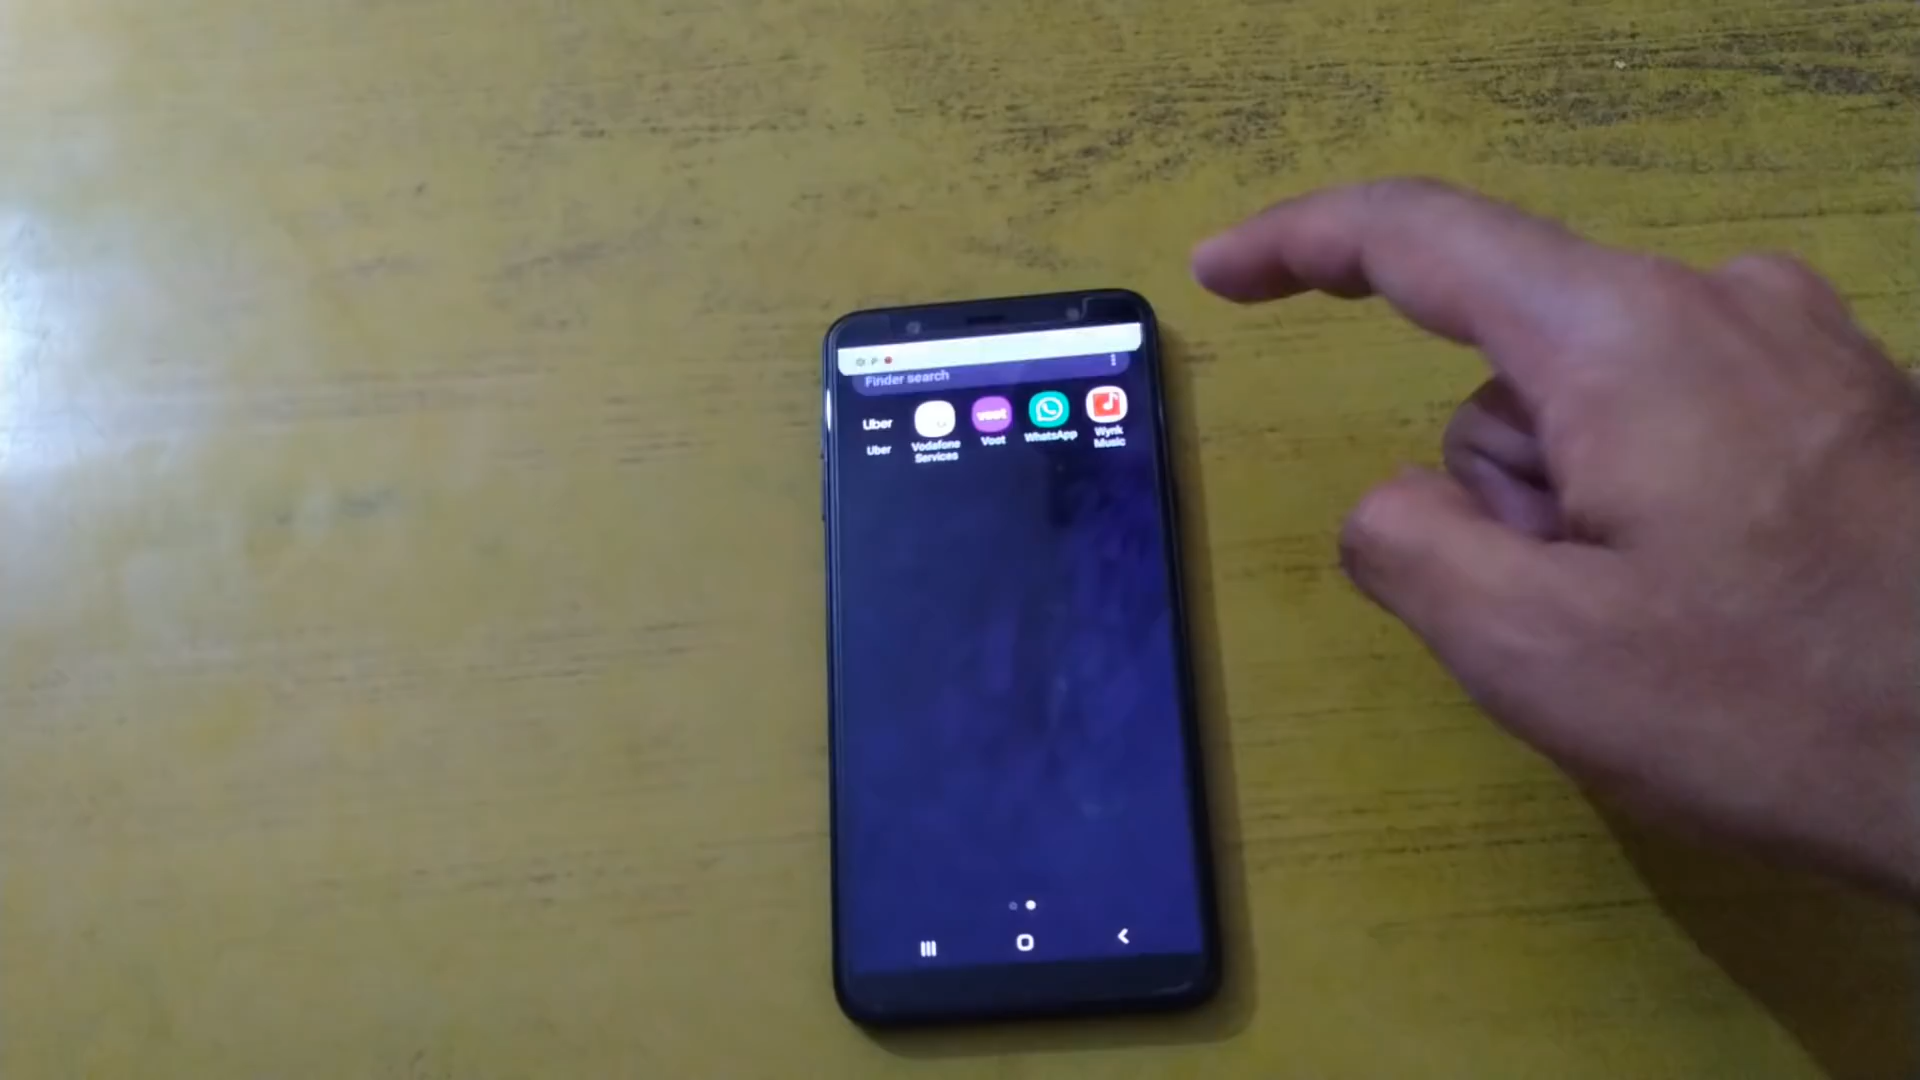 Finder search
Uber
voot
Uber
Vodafone
Services
Voot
WhatsApp
Wynk
Music